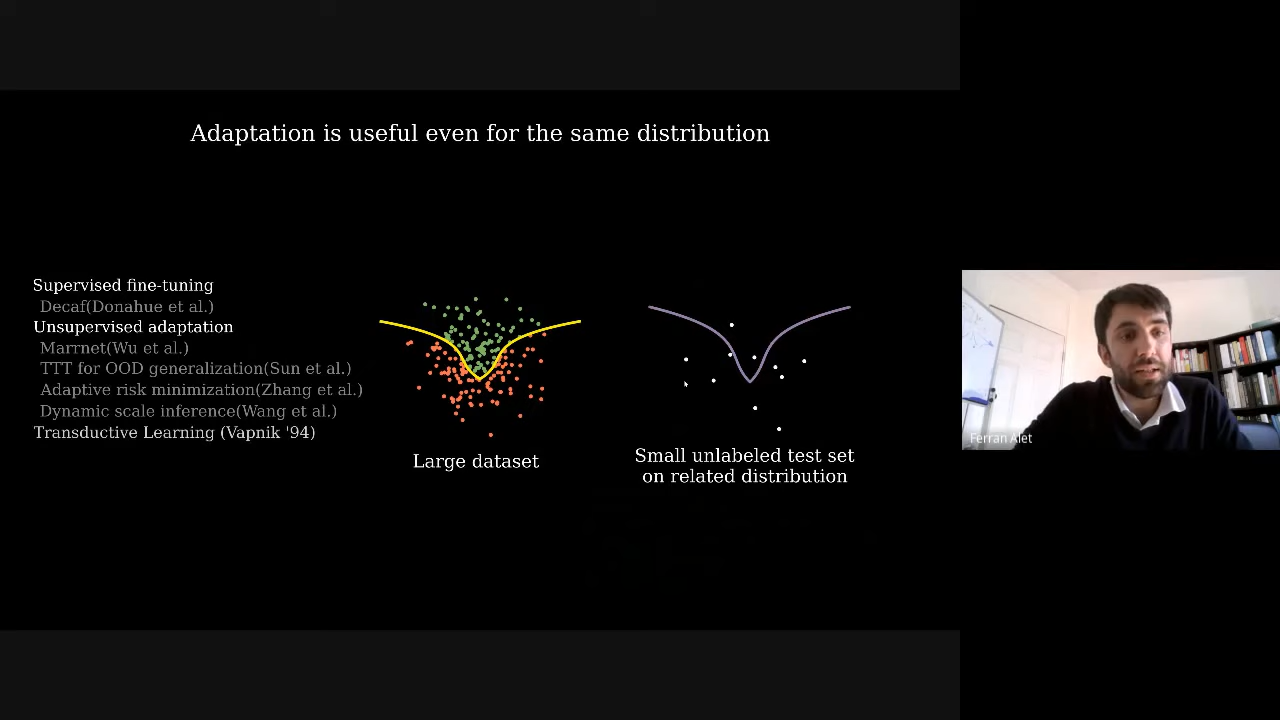 Adaptation is useful even for the same distribution
Supervised fine-tuning
Decaf(Donahue et al.)
Unsupervised adaptation
Marrnet(Wu et al.)
TTT for OOD generalization(Sun et al.)
Adaptive risk minimization(Zhang et al.)
Dynamic scale inference(Wang et al.)
Transductive Learning (Vapnik '94)
Large dataset
Small unlabeled test set
on related distribution
Ferran Alet